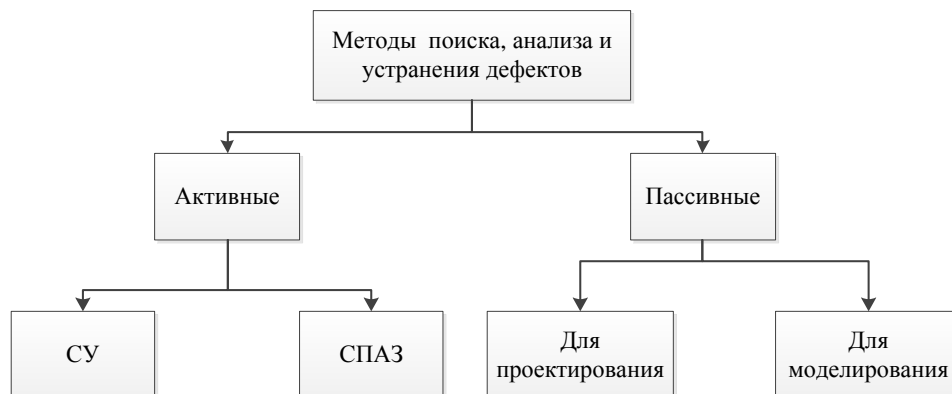 Методы поиска, анализа и
устранения дефектов
Активные
Пассивные
СУ
СПАЗ
Для
проектирования
Для
моделирования